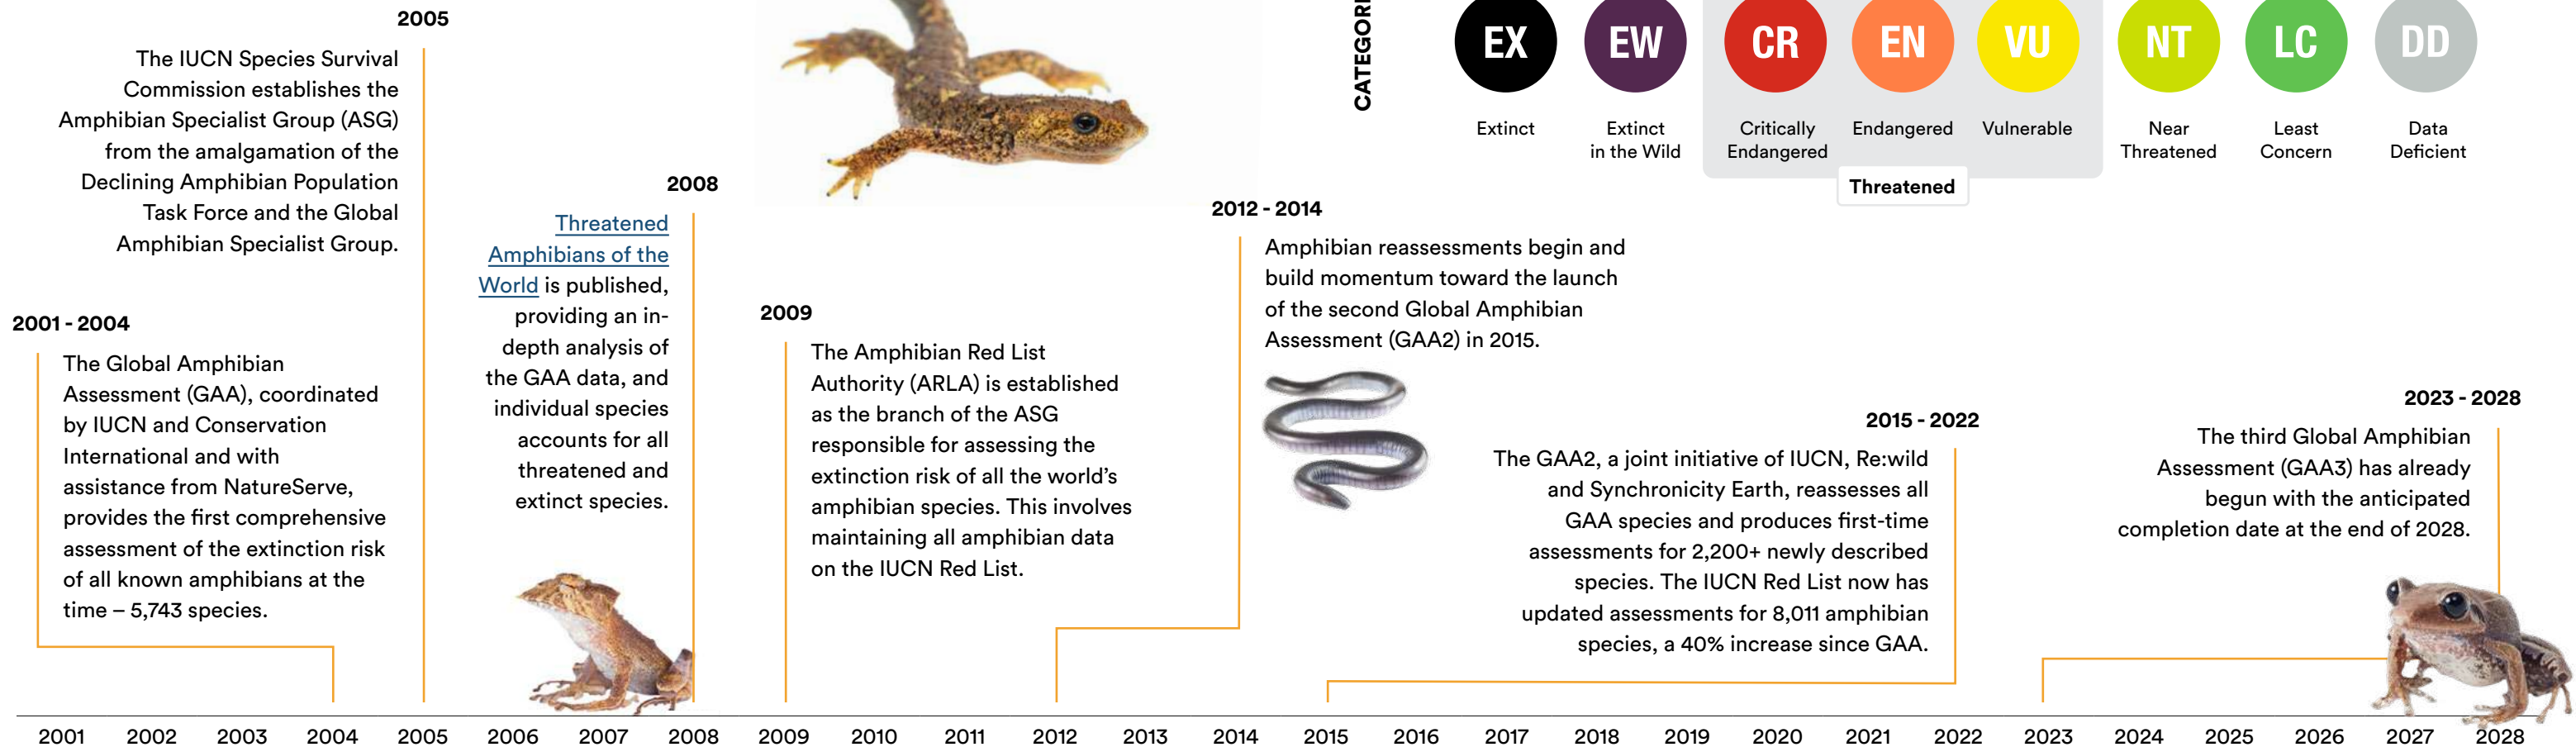 2005
The IUCN Species Survival
Commission establishes the
Amphibian Specialist Group (ASG)
from the amalgamation of the
Declining Amphibian Population
Task Force and the Global
Amphibian Specialist Group.
2001 - 2004
The Global Amphibian
Assessment (GAA), coordinated
by IUCN and Conservation
International and with
assistance from NatureServe,
provides the first comprehensive
assessment of the extinction risk
of all known amphibians at the
time – 5,743 species.
2008
Threatened
Amphibians of the
World is published,
providing an in-
depth analysis of
the GAA data, and
individual species
accounts for all
threatened and
extinct species.
2009
The Amphibian Red List
Authority (ARLA) is established
as the branch of the ASG
responsible for assessing the
extinction risk of all the world’s
amphibian species. This involves
maintaining all amphibian data
on the IUCN Red List.
EX
EW
CR
EN
VU
NT
LC
DD
Extinct
Extinct
in the Wild
Critically
Endangered
Endangered
Vulnerable
Near
Threatened
Least
Concern
Data
Deficient
Threatened
2012 - 2014
Amphibian reassessments begin and
build momentum toward the launch
of the second Global Amphibian
Assessment (GAA2) in 2015.
2015 - 2022
The GAA2, a joint initiative of IUCN, Re:wild
and Synchronicity Earth, reassesses all
GAA species and produces first-time
assessments for 2,200+ newly described
species. The IUCN Red List now has
updated assessments for 8,011 amphibian
species, a 40% increase since GAA.
2023 - 2028
The third Global Amphibian
Assessment (GAA3) has already
begun with the anticipated
completion date at the end of 2028.
2001 2002 2003 2004 2005 2006 2007 2008 2009 2010 2011 2012 2013 2014 2015 2016 2017 2018 2019 2020 2021 2022 2023 2024 2025 2026 2027 2028